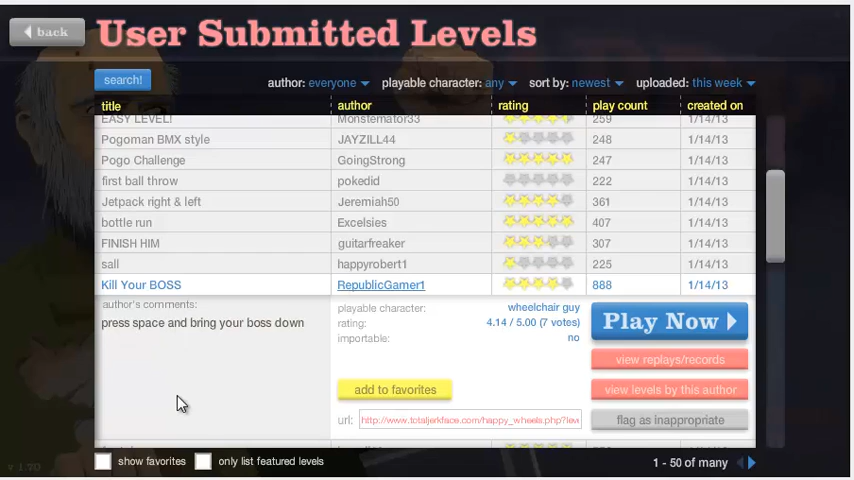 back
User Submitted Levels
search!
author: everyone playable character: any sort by: newest uploaded: this week
title author rating play count created on
EASY LEVEL! Monsternator33 259 1/14/13
Pogoman BMX style JAYZILL44 248 1/14/13
Pogo Challenge GoingStrong 247 1/14/13
first ball throw pokedid 222 1/14/13
Jetpack right & left Jeremiah50 361 1/14/13
bottle run Excelsies 407 1/14/13
FINISH HIM guitarfreaker 307 1/14/13
sall happyrobert1 225 1/14/13
Kill Your BOSS RepublicGamer1 888 1/14/13
author's comments:
press space and bring your boss down
playable character: wheelchair guy
rating: 4.14 / 5.00 (7 votes)
importable: no
Play Now
view replays/records
add to favorites
view levels by this author
url: http://www.totaljerkface.com/happy_wheels.php?lev
flag as inappropriate
show favorites only list featured levels
1 - 50 of many
v 1.70